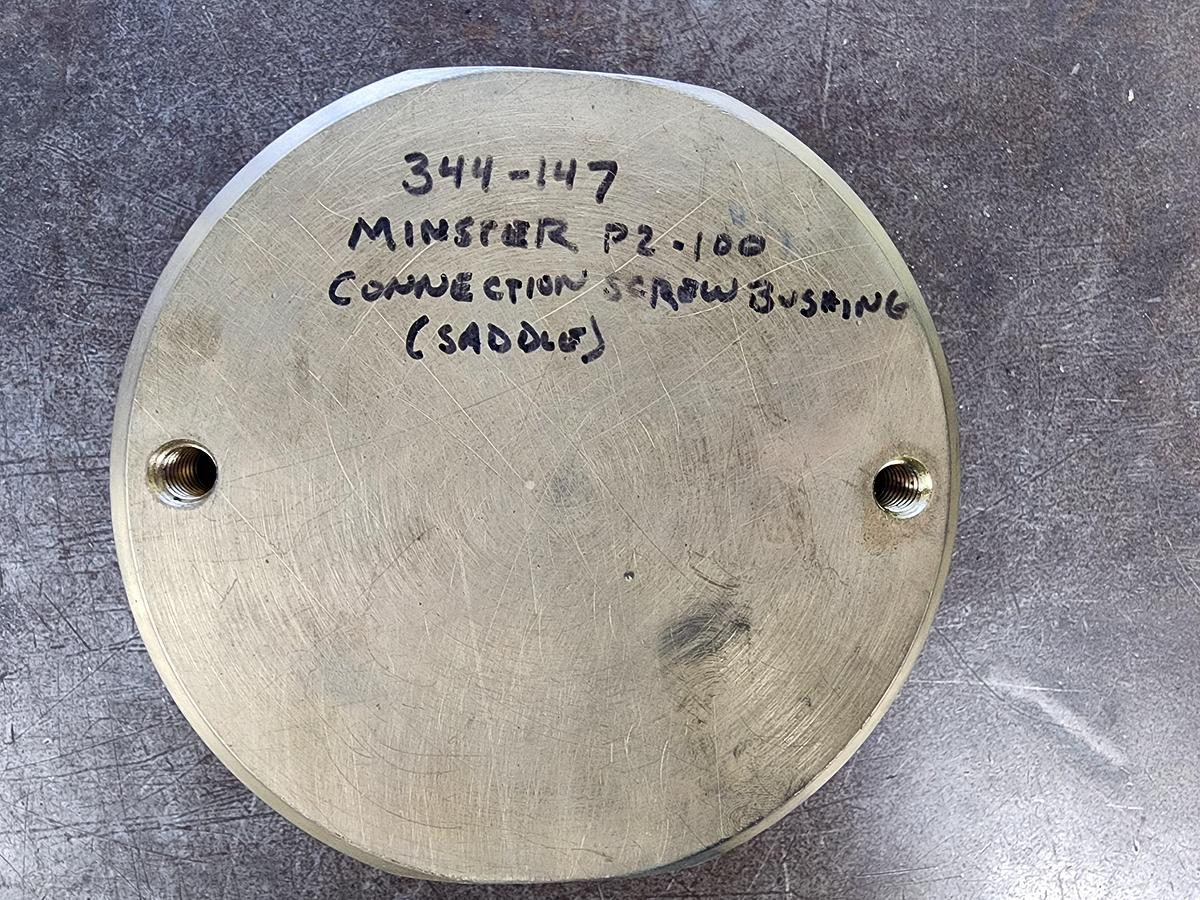 344-147
MINSTER P2-100
CONNECTION SCREW BUSHING
(SADDLE)